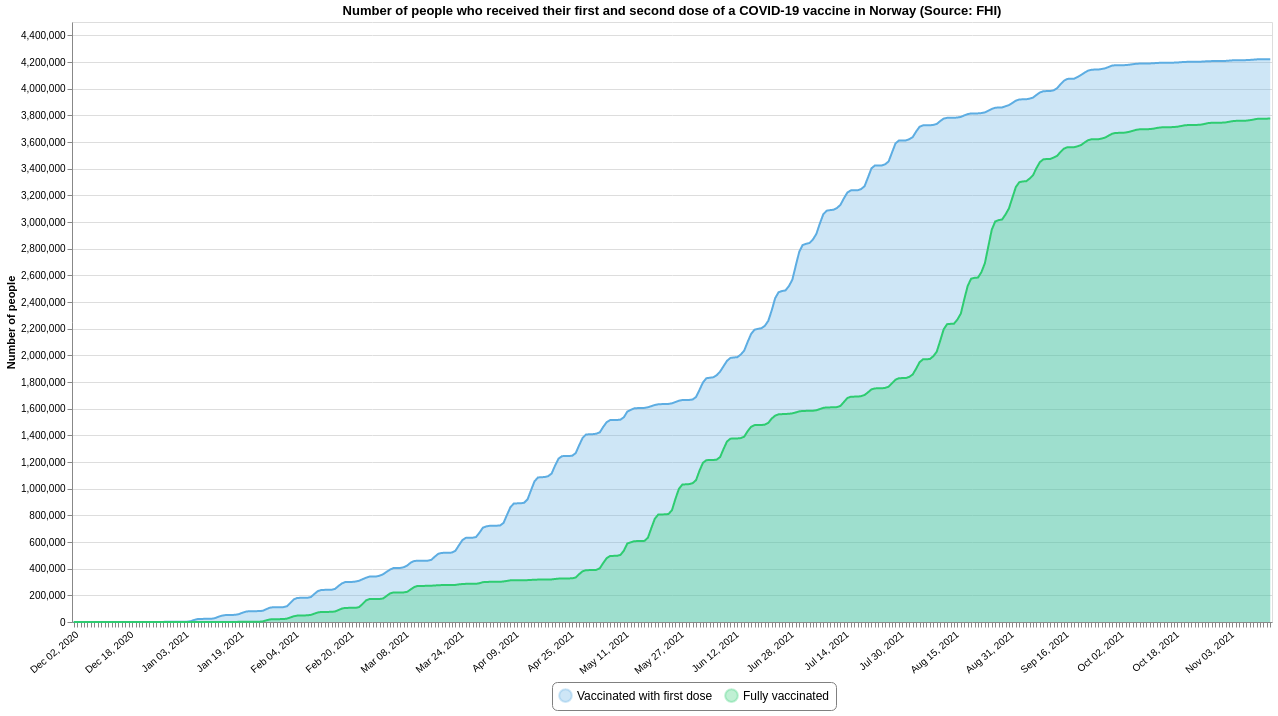 Number of people who received their first and second dose of a COVID-19 vaccine in Norway (Source: FHI)
Number of people
4,400,000
4,200,000
4,000,000
3,800,000
3,600,000
3,400,000
3,200,000
3,000,000
2,800,000
2,600,000
2,400,000
2,200,000
2,000,000
1,800,000
1,600,000
1,400,000
1,200,000
1,000,000
800,000
600,000
400,000
200,000
0
Dec 02, 2020
Dec 18, 2020
Jan 03, 2021
Jan 19, 2021
Feb 04, 2021
Feb 20, 2021
Mar 08, 2021
Mar 24, 2021
Apr 09, 2021
Apr 25, 2021
May 11, 2021
May 27, 2021
Jun 12, 2021
Jun 28, 2021
Jul 14, 2021
Jul 30, 2021
Aug 15, 2021
Aug 31, 2021
Sep 16, 2021
Oct 02, 2021
Oct 18, 2021
Nov 03, 2021
Vaccinated with first dose
Fully vaccinated